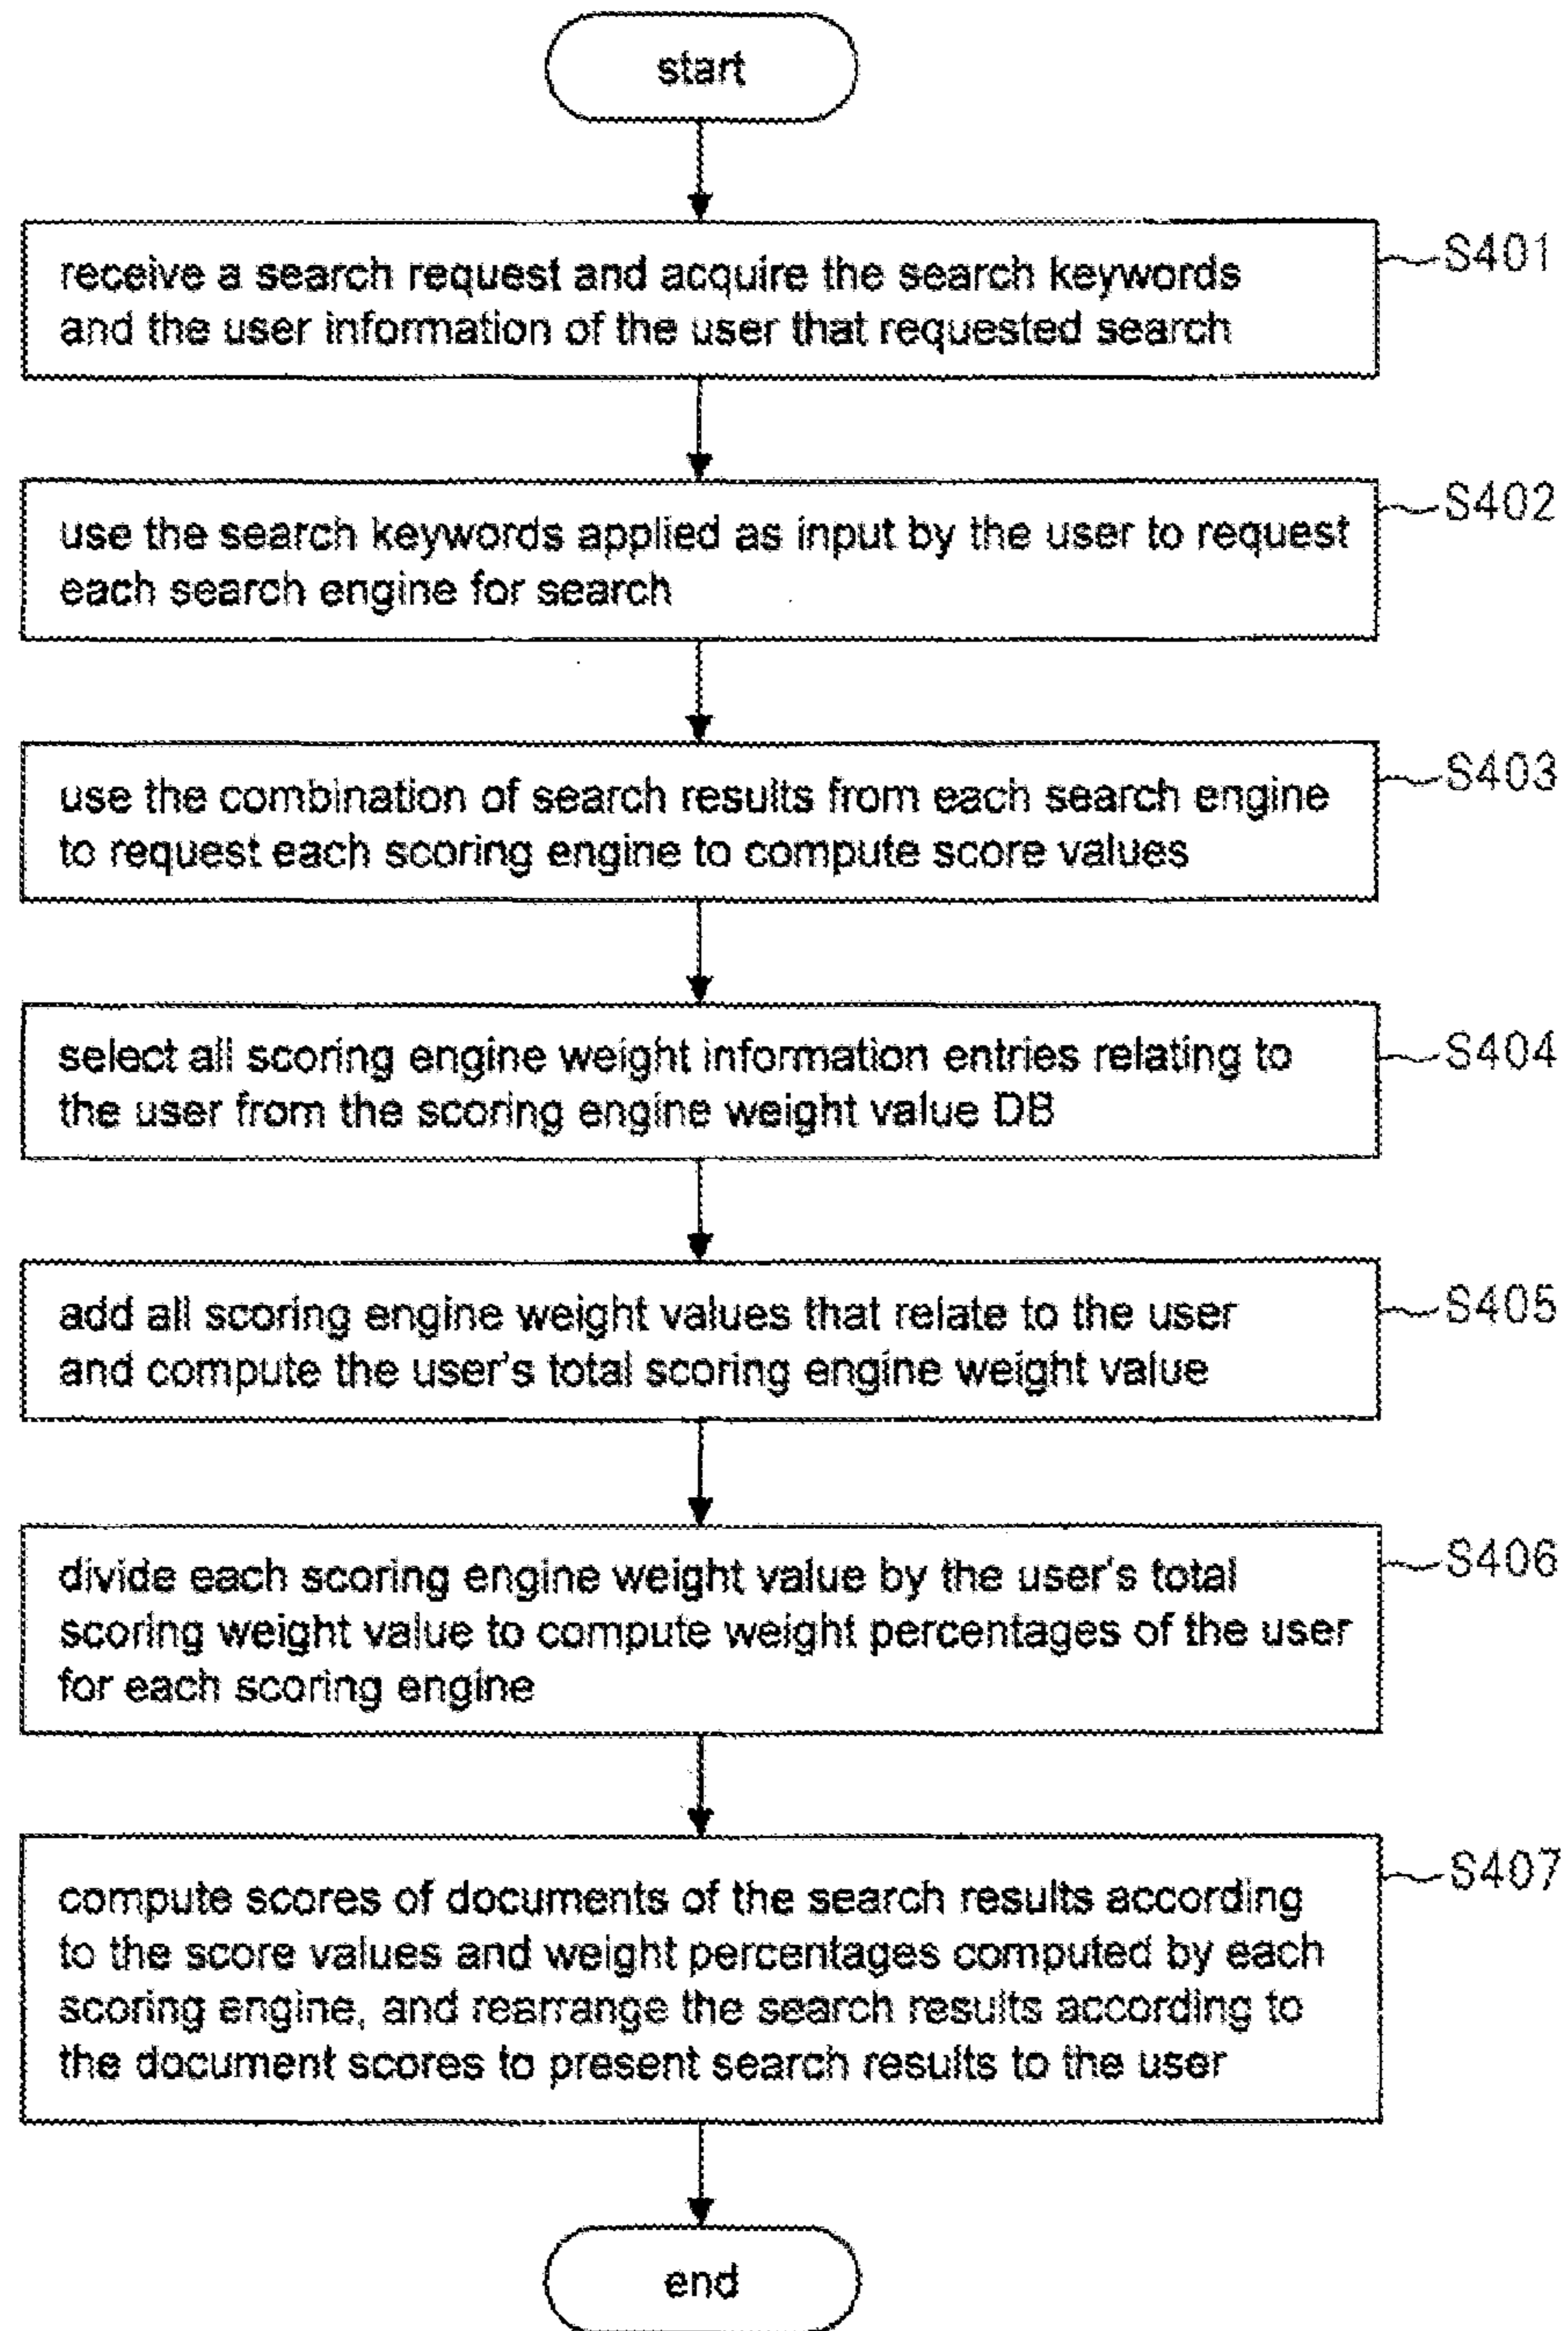 start
receive a search request and acquire the search keywords
and the user information of the user that requested search
S401
use the search keywords applied as input by the user to request
each search engine for search
S402
use the combination of search results from each search engine
to request each scoring engine to compute score values
S403
select all scoring engine weight information entries relating to
the user from the scoring engine weight value DB
S404
add all scoring engine weight values that relate to the user
and compute the user's total scoring engine weight value
S405
divide each scoring engine weight value by the user's total
scoring weight value to compute weight percentages of the user
for each scoring engine
S406
compute scores of documents of the search results according
to the score values and weight percentages computed by each
scoring engine, and rearrange the search results according to
the document scores to present search results to the user
S407
end